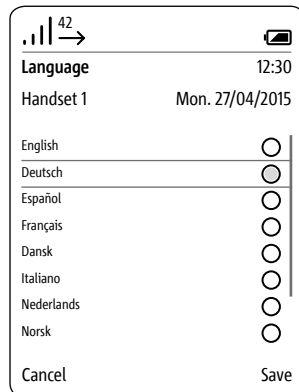 42
Language 12:30
Handset 1 Mon. 27/04/2015
English
Deutsch
Español
Français
Dansk
Italiano
Nederlands
Norsk
Cancel Save